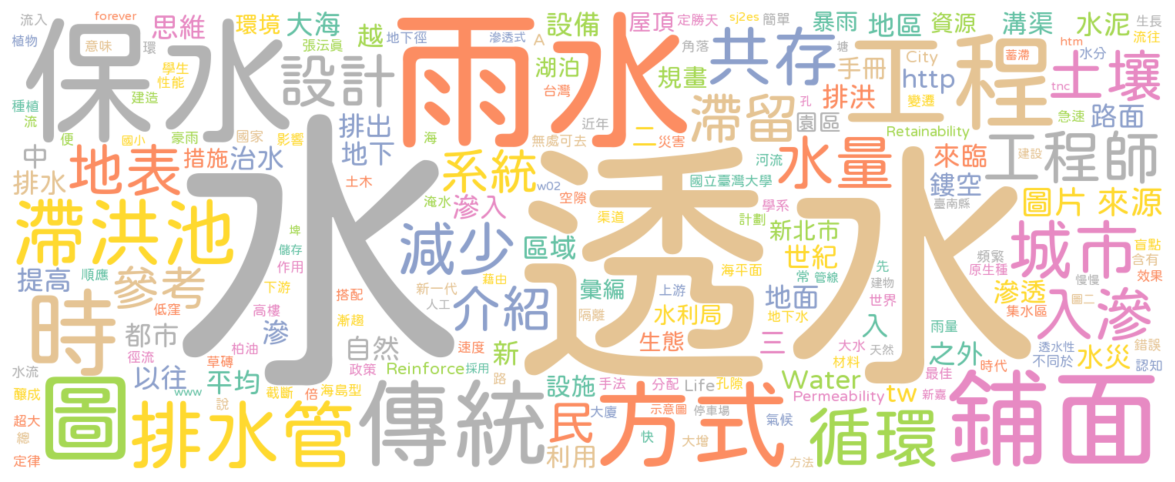 流入 forever 思維 環境 大海 越 設備 屋頂 定勝天 sj2es 簡單 暴雨 地區 資源 溝渠 水泥 生長
植物 意味 環 張沄眞 地下徑 滲透式 A 角落 塘 手冊 City 蓄滯 htm 水分 流往
保水 設計 雨水 共存 工程 土壤
學生 性能 湖泊 規畫 http 變遷 tnc
種植 建造 台灣 排洪 孔 急速 路面
流 便 國小 豪雨 國家 影響 排出 海 近年 滯留 園區 Retainability
中 地表 措施 治水 地下 系統 無處可去 二 災害 水量 來臨 建設 工程師
排水 土木 w02 空隙 河流 國立臺灣大學 鏤空 臺南縣 圖片 來源
滯洪池 水 淹水 滲入 渠道 學系 計劃 新北市 透水
埤 減少 區域 世紀 頻繁 城市 盲點
提高 順應 儲存 作用 藉由 海平面 常 管線 先 原生種 含有
參考 下游 搭配 新一代 彙編 上游 地面 建物 滲透 慢慢 效果
時 低窪 高樓 人工 介紹 隔離 水利局 地下水 世界 集水區 圖二 入滲
都市 滲 漸趨 生態 入 雨量 透水性 錯誤
徑流 柏油 自然 速度 新 三 大水 之外 不同於 水災 認知
水流 草磚 政策 Reinforce 採用 材料 天然
圖 以往 www 平均 路 設施 手法 分配 Life 孔隙 Water tw 最佳 時代
釀成 截斷 倍 海島型 Permeability 新嘉
超大 排水管 說 傳統 民 大廈 示意圖 停車場 方式 氣候 循環 鋪面
總 定律 利用 快 大增 方法